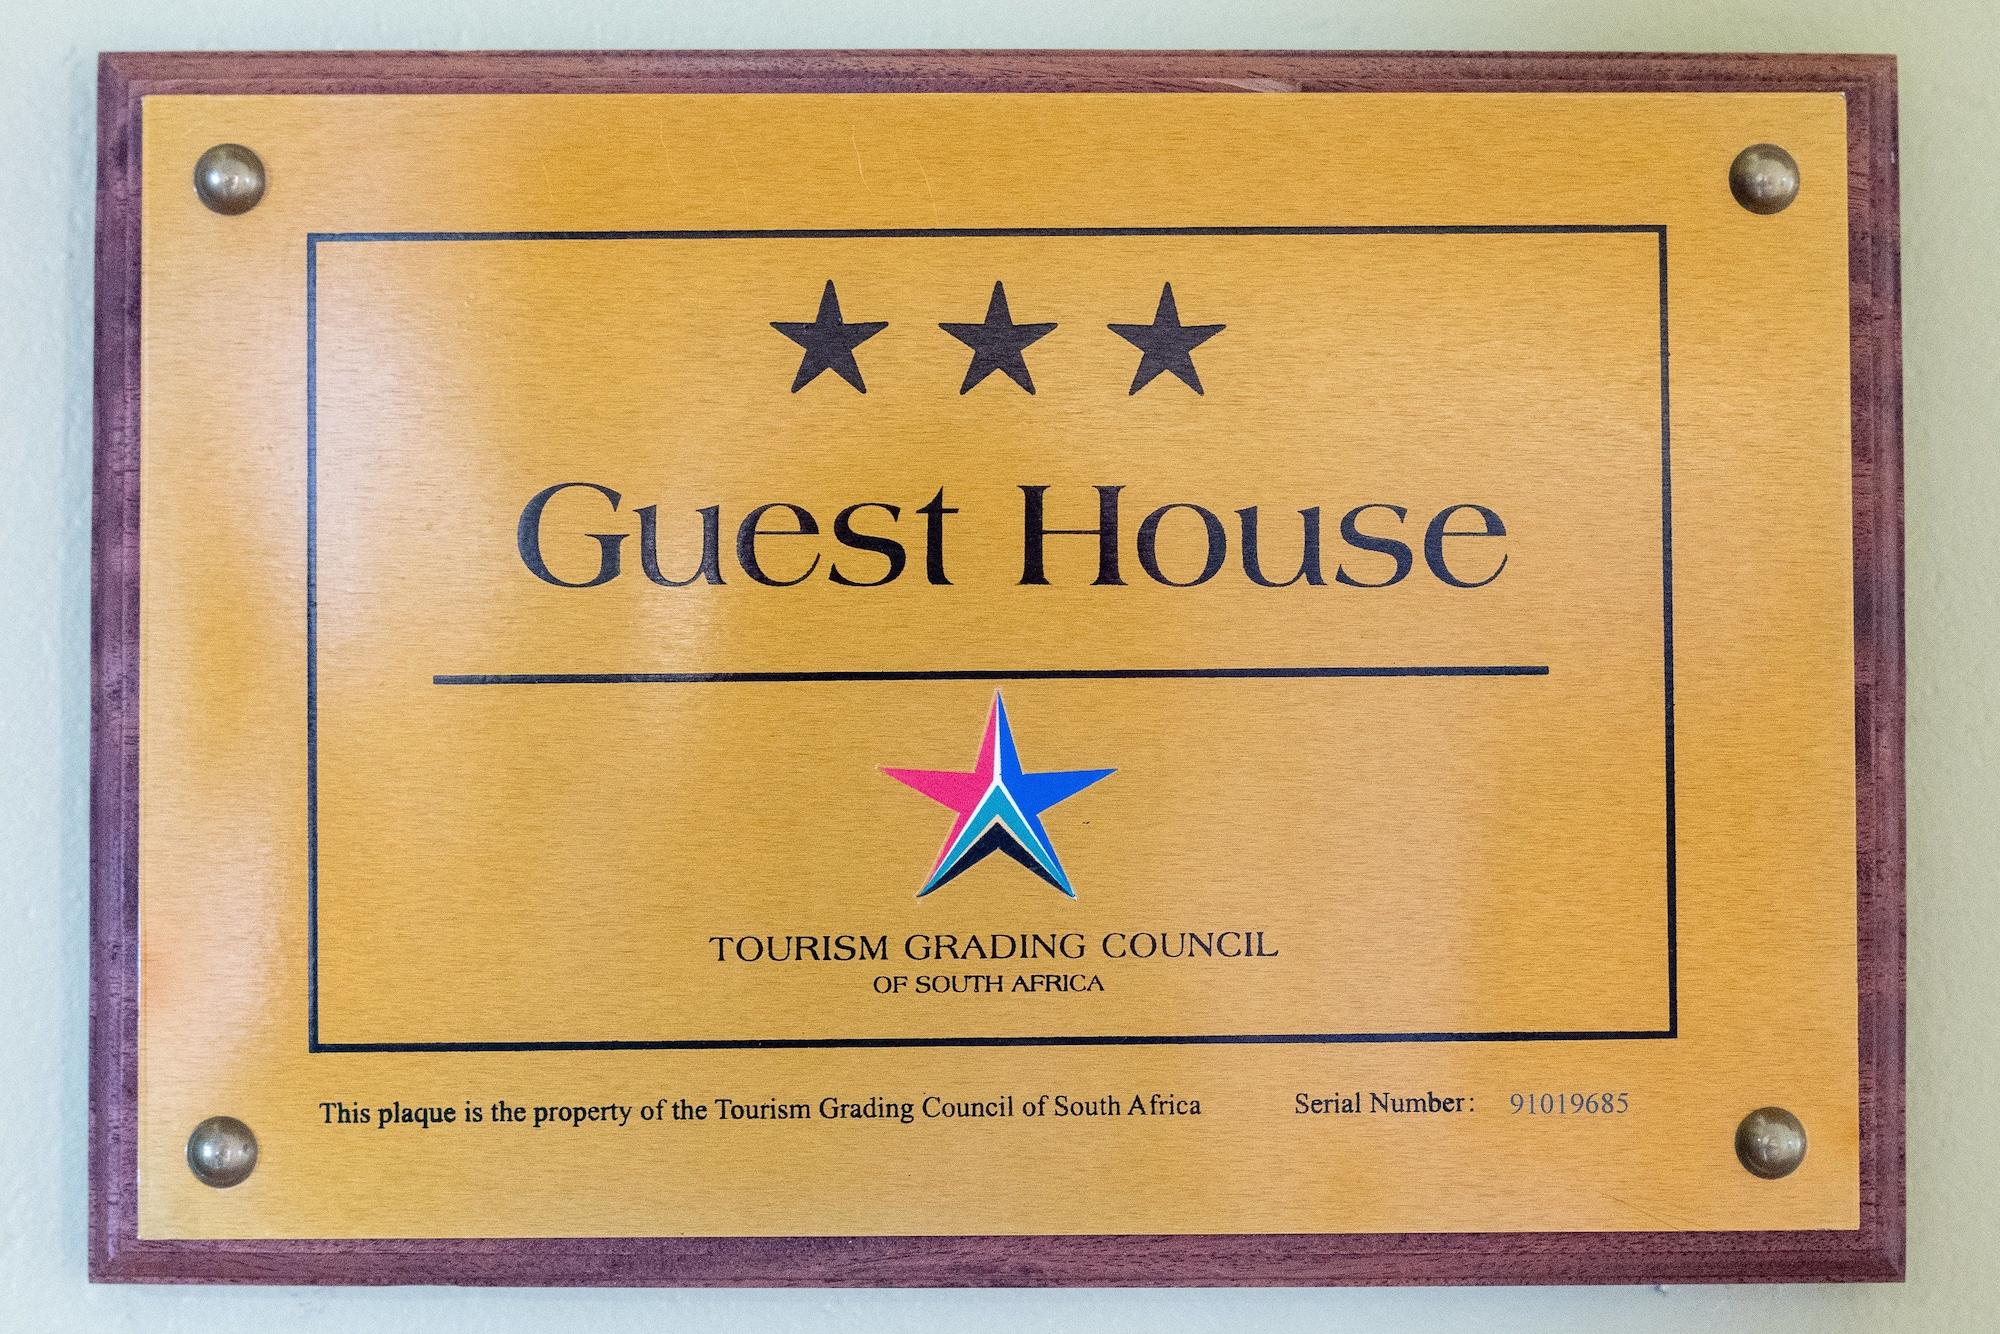 Guest House
TOURISM GRADING COUNCIL
OF SOUTH AFRICA
This plaque is the property of the Tourism Grading Council of South Africa Serial Number: 91019685